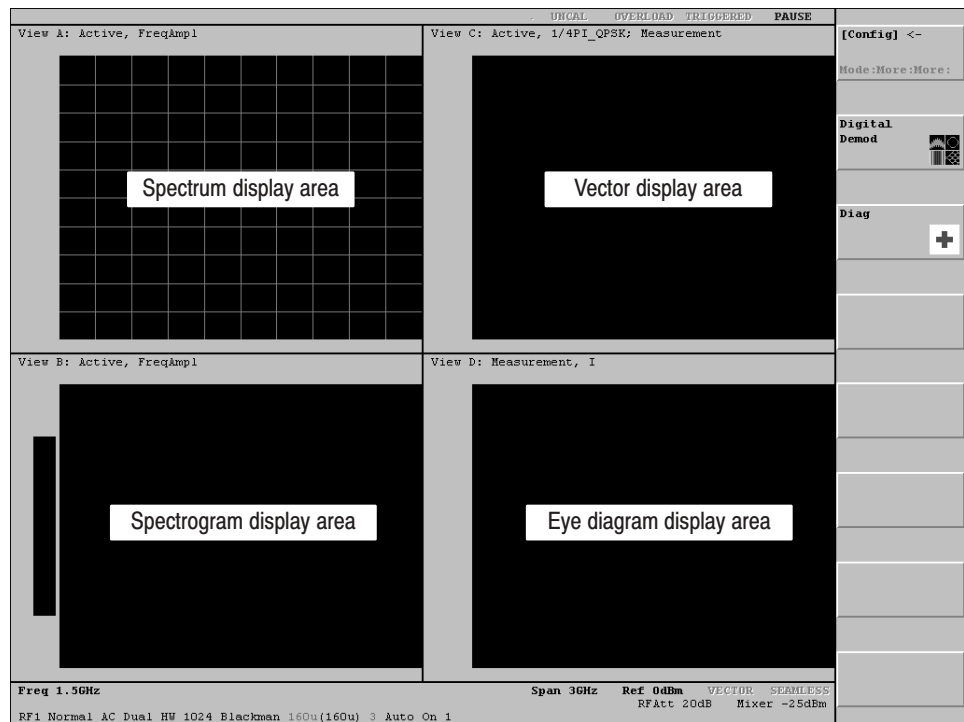 UNCAL OVERLOAD TRIGGERED PAUSE
View A: Active, FreqAmpl
View C: Active, 1/4PI_QPSK; Measurement
[Config] <-
Mode:More:More:
Digital
Demod
Spectrum display area
Vector display area
Diag
View B: Active, FreqAmpl
View D: Measurement, I
Spectrogram display area
Eye diagram display area
Freq 1.5GHz
Span 3GHz Ref 0dBm VECTOR SEAMLESS
RFAtt 20dB Mixer -25dBm
RF1 Normal AC Dual HW 1024 Blackman 160u(160u) 3 Auto On 1